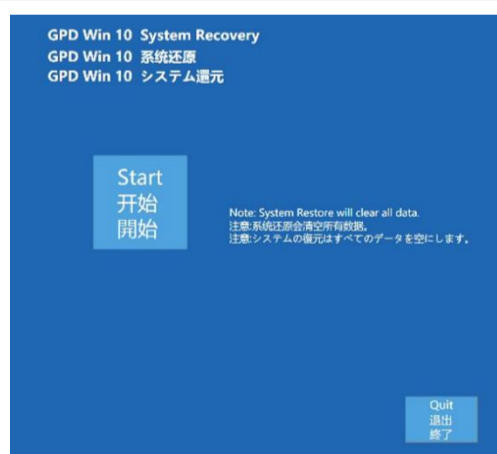 GPD Win 10 System Recovery
GPD Win 10 系统还原
GPD Win 10 システム還元
Start
开始
開始
Note: System Restore will clear all data.
注意:系统还原会清空所有数据。
注意:システムの復元はすべてのデータを空にします。
Quit
退出
終了